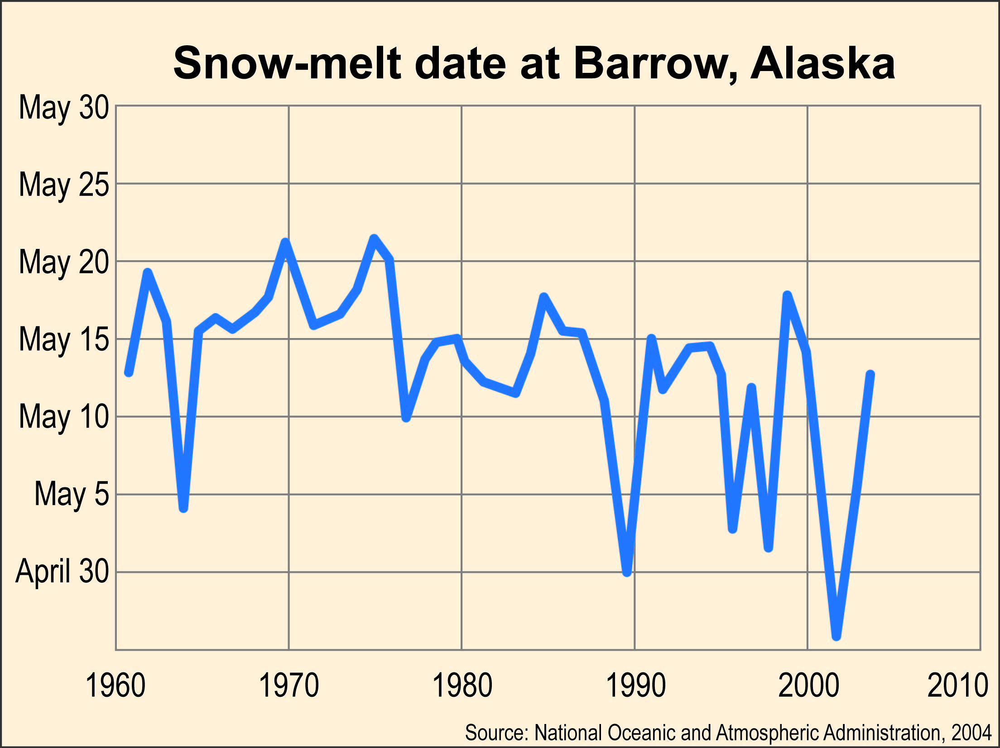 Snow-melt date at Barrow, Alaska
May 30
May 25
May 20
May 15
May 10
May 5
April 30
1960 1970 1980 1990 2000 2010
Source: National Oceanic and Atmospheric Administration, 2004